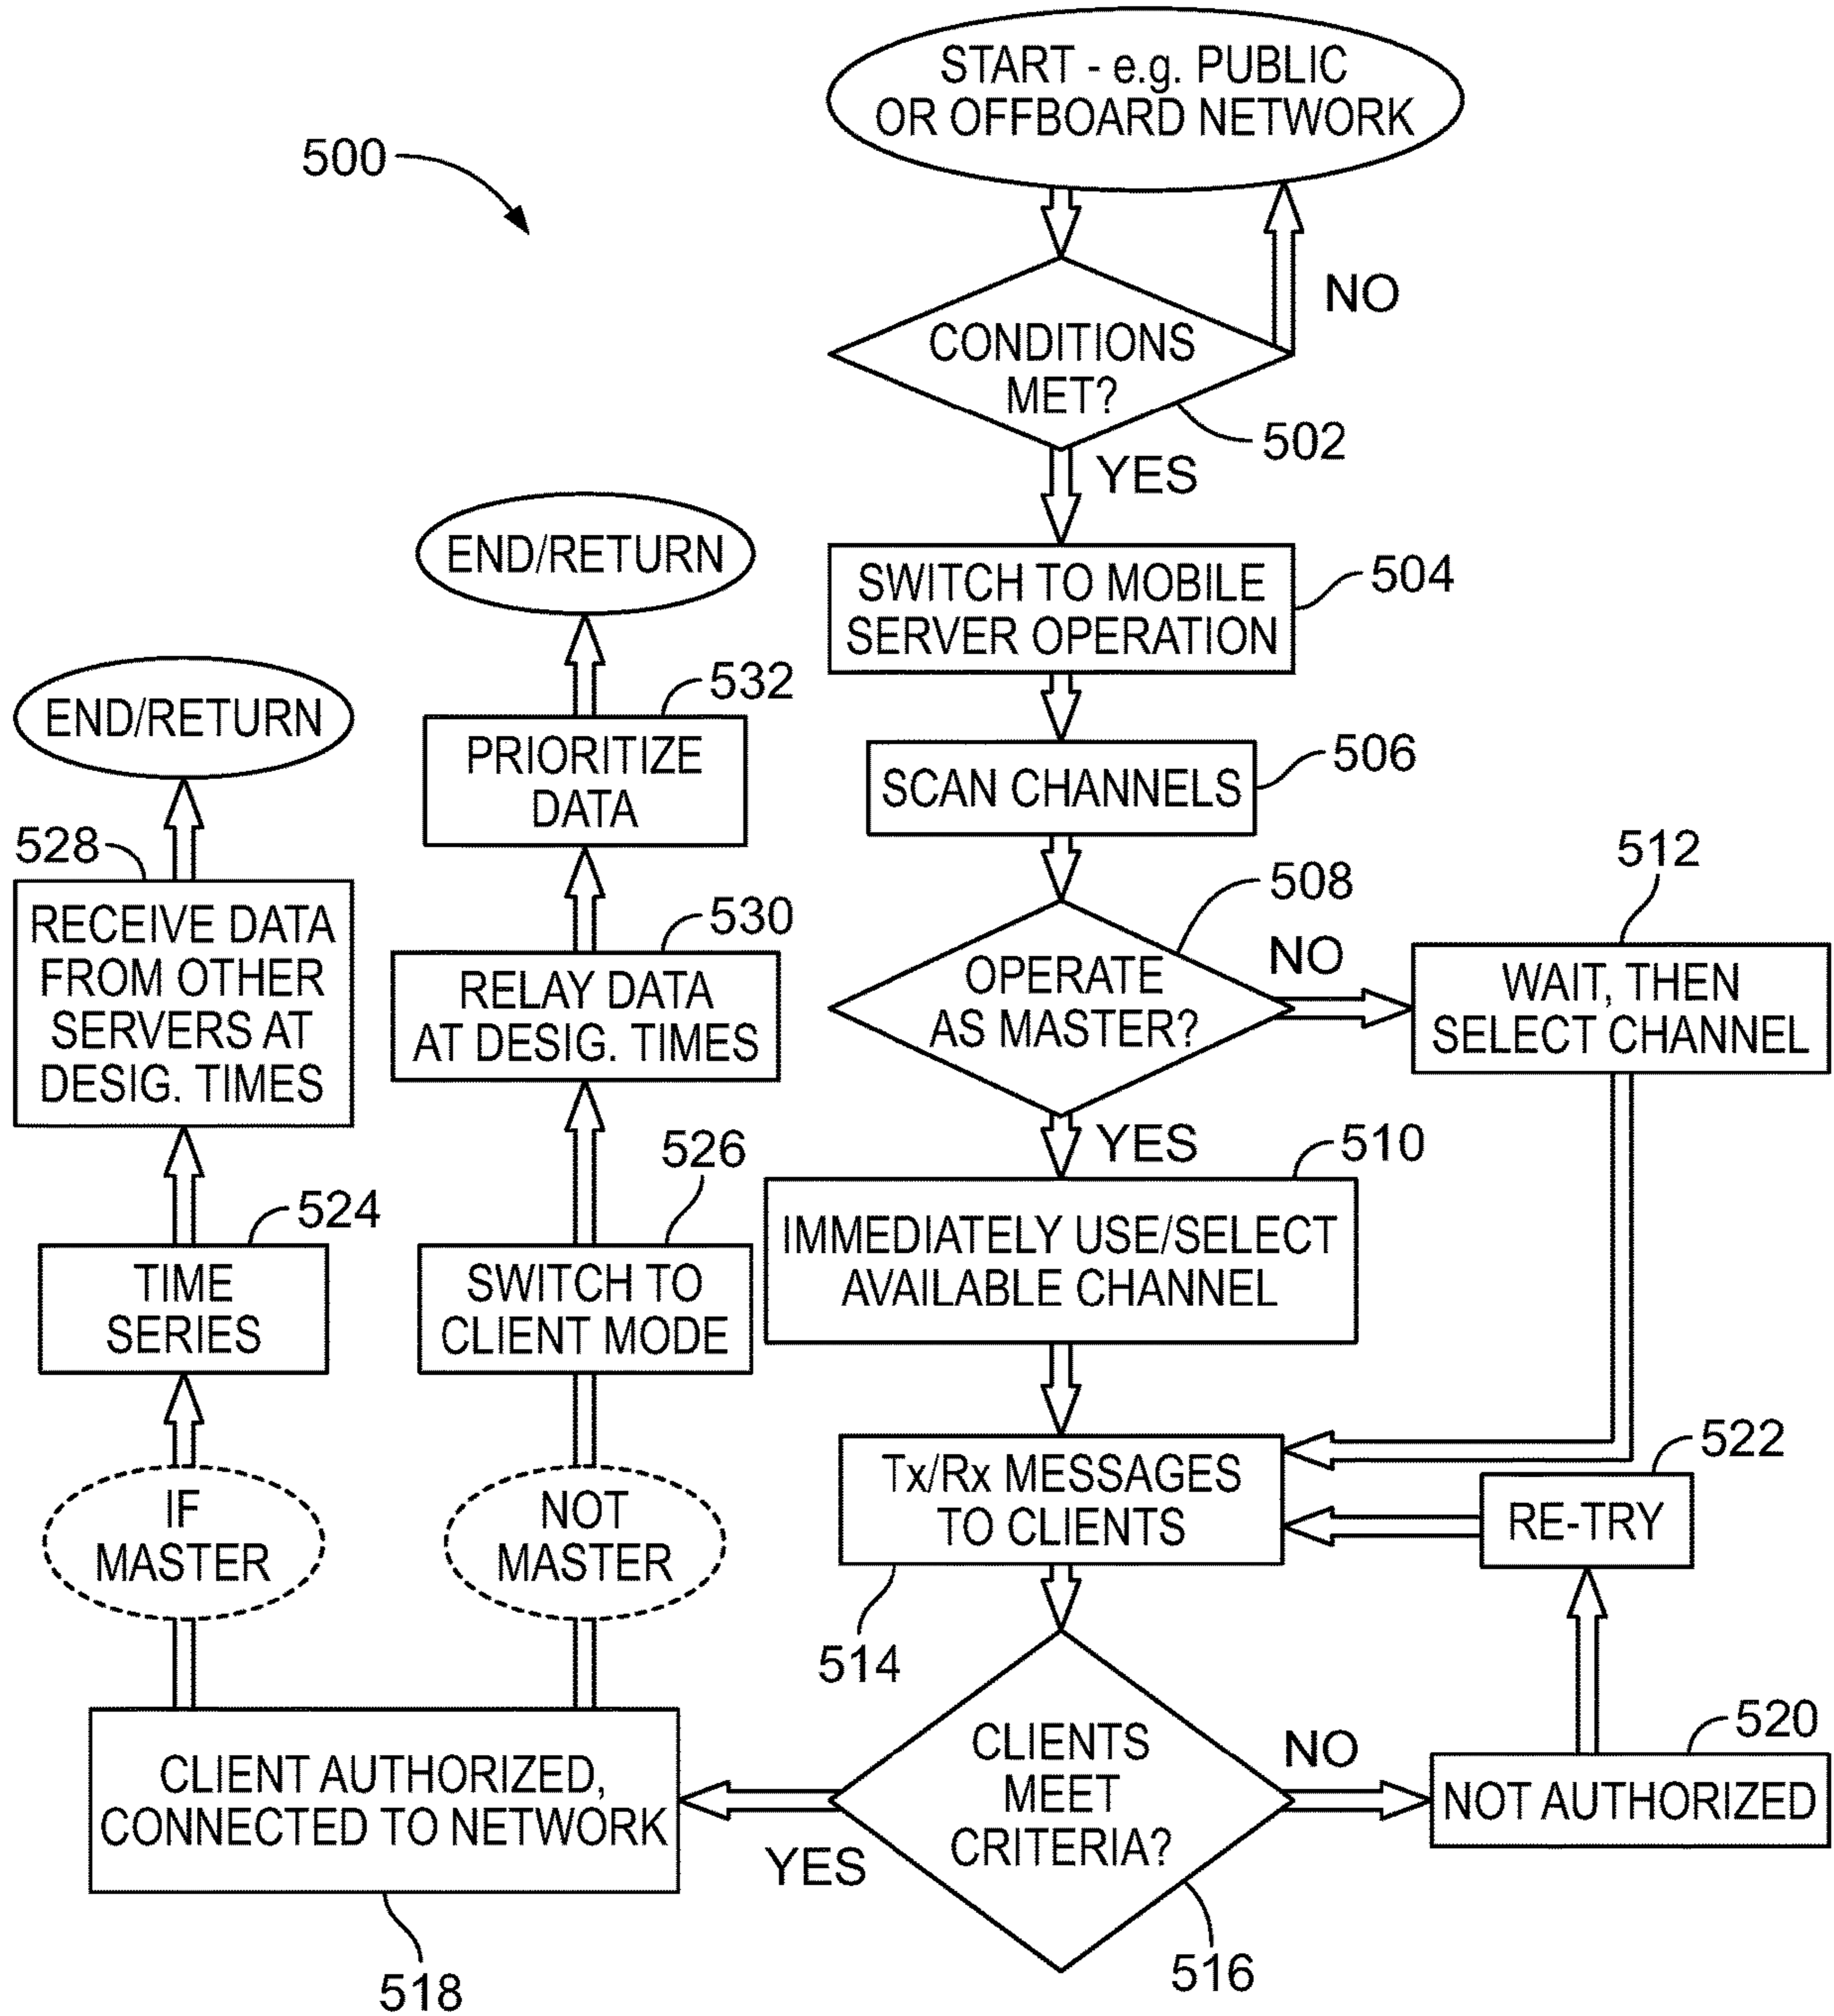 START - e.g. PUBLIC
OR OFFBOARD NETWORK
500
NO
CONDITIONS
MET?
502
YES
SWITCH TO MOBILE
SERVER OPERATION
504
SCAN CHANNELS
506
508
OPERATE
AS MASTER?
NO
512
WAIT, THEN
SELECT CHANNEL
YES
510
IMMEDIATELY USE/SELECT
AVAILABLE CHANNEL
Tx/Rx MESSAGES
TO CLIENTS
514
522
RE-TRY
CLIENTS
MEET
CRITERIA?
516
NO
520
NOT AUTHORIZED
YES
CLIENT AUTHORIZED,
CONNECTED TO NETWORK
518
NOT
MASTER
526
SWITCH TO
CLIENT MODE
530
RELAY DATA
AT DESIG. TIMES
532
PRIORITIZE
DATA
END/RETURN
IF
MASTER
524
TIME
SERIES
528
RECEIVE DATA
FROM OTHER
SERVERS AT
DESIG. TIMES
END/RETURN